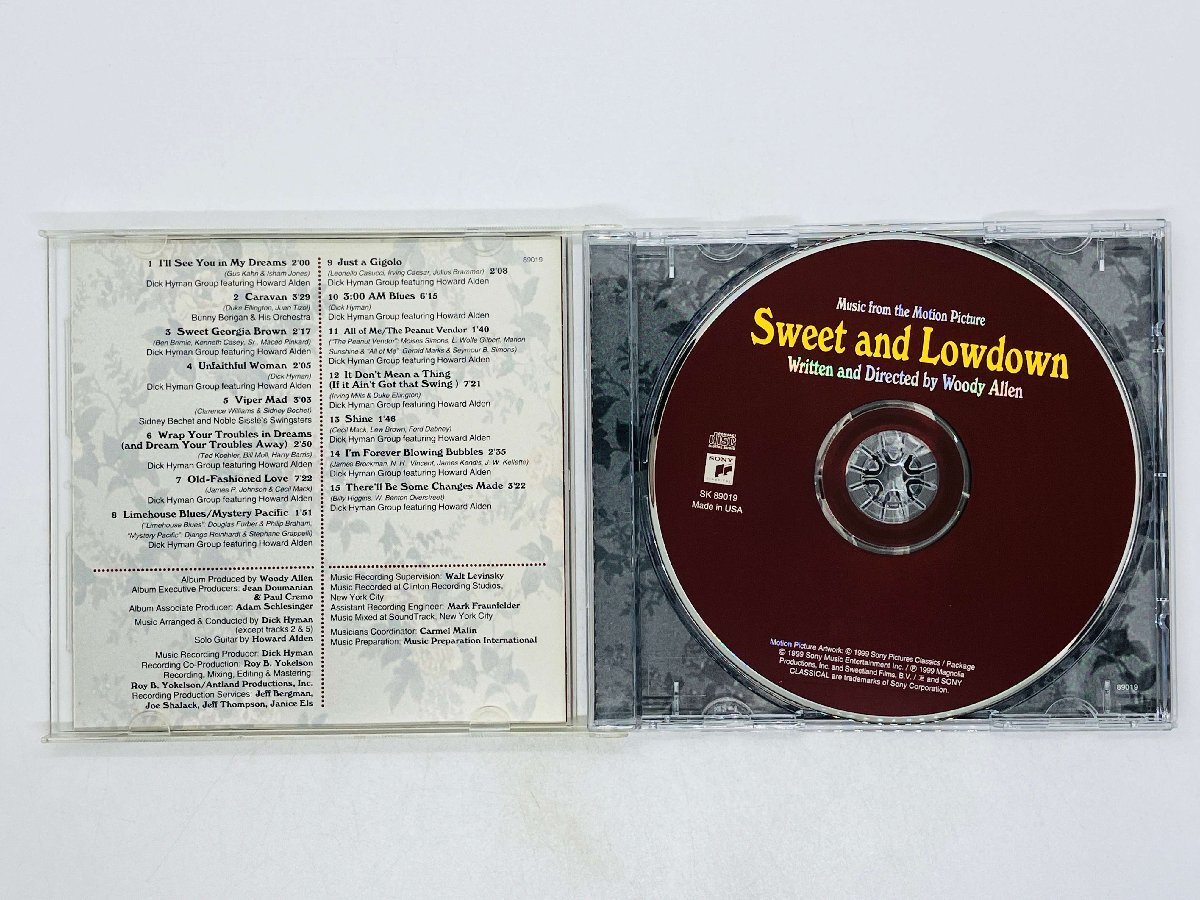 1 I'll See You in My Dreams 2'00
(Gus Kahn & Isham Jones)
Dick Hyman Group featuring Howard Alden
2 Caravan 3'29
(Duke Ellington, Juan Tizol)
Bunny Berigan & His Orchestra
3 Sweet Georgia Brown 2'17
(Ben Bernie, Kenneth Casey, Sr., Maceo Pinkard)
Dick Hyman Group featuring Howard Alden
4 Unfaithful Woman 2'05
(Dick Hyman)
Dick Hyman Group featuring Howard Alden
5 Viper Mad 3'03
(Clarence Williams & Sidney Bechet)
Sidney Bechet and Noble Sissle's Swingsters
6 Wrap Your Troubles in Dreams
(and Dream Your Troubles Away) 2'50
(Ted Koehler, Bill Moll, Harry Barris)
Dick Hyman Group featuring Howard Alden
7 Old-Fashioned Love 7'22
(James P. Johnson & Cecil Mack)
Dick Hyman Group featuring Howard Alden
8 Limehouse Blues/Mystery Pacific 1'51
("Limehouse Blues": Douglas Furber & Philip Braham,
"Mystery Pacific": Django Reinhardt & Stephane Grappelli)
Dick Hyman Group featuring Howard Alden
Album Produced by Woody Allen
Album Executive Producers: Jean Doumanian
& Paul Cremo
Album Associate Producer: Adam Schlesinger
Music Arranged & Conducted by Dick Hyman
(except tracks 2 & 5)
Solo Guitar by Howard Alden
Music Recording Producer: Dick Hyman
Recording Co-Production: Roy B. Yokelson
Recording, Mixing, Editing & Mastering:
Roy B. Yokelson/Antland Productions, Inc.
Recording Production Services: Jeff Bergman,
Joe Shalack, Jeff Thompson, Janice Els
89019
9 Just a Gigolo
(Leonello Casucci, Irving Caesar, Julius Brammer) 2'08
Dick Hyman Group featuring Howard Alden
10 3:00 AM Blues 6'15
(Dick Hyman)
Dick Hyman Group featuring Howard Alden
11 All of Me/The Peanut Vendor 1'40
("The Peanut Vendor": Moises Simons, L. Wolfe Gilbert, Marion
Sunshine & "All of Me": Gerald Marks & Seymour B. Simons)
Dick Hyman Group featuring Howard Alden
12 It Don't Mean a Thing
(If it Ain't Got that Swing) 7'21
(Irving Mills & Duke Ellington)
Dick Hyman Group featuring Howard Alden
13 Shine 1'46
(Cecil Mack, Lew Brown, Ford Dabney)
Dick Hyman Group featuring Howard Alden
14 I'm Forever Blowing Bubbles 2'35
(James Brockman, N. H. Vincent, James Kendis, J. W. Kellette)
Dick Hyman Group featuring Howard Alden
15 There'll Be Some Changes Made 3'22
(Billy Higgins, W. Benton Overstreet)
Dick Hyman Group featuring Howard Alden
Music Recording Supervision: Walt Levinsky
Music Recorded at Clinton Recording Studios,
New York City
Assistant Recording Engineer: Mark Fraunfelder
Music Mixed at SoundTrack, New York City
Musicians Coordinator: Carmel Malin
Music Preparation: Music Preparation International
Music from the Motion Picture
Sweet and Lowdown
Written and Directed by Woody Allen
COMPACT disc DIGITAL AUDIO
SONY
CLASSICAL
SK 89019
Made in USA
Motion Picture Artwork: © 1999 Sony Pictures Classics / Package
© 1999 Sony Music Entertainment Inc. / ℗ 1999 Magnolia
Productions, Inc. and Sweetland Films, B.V. / and SONY
CLASSICAL are trademarks of Sony Corporation.
89019